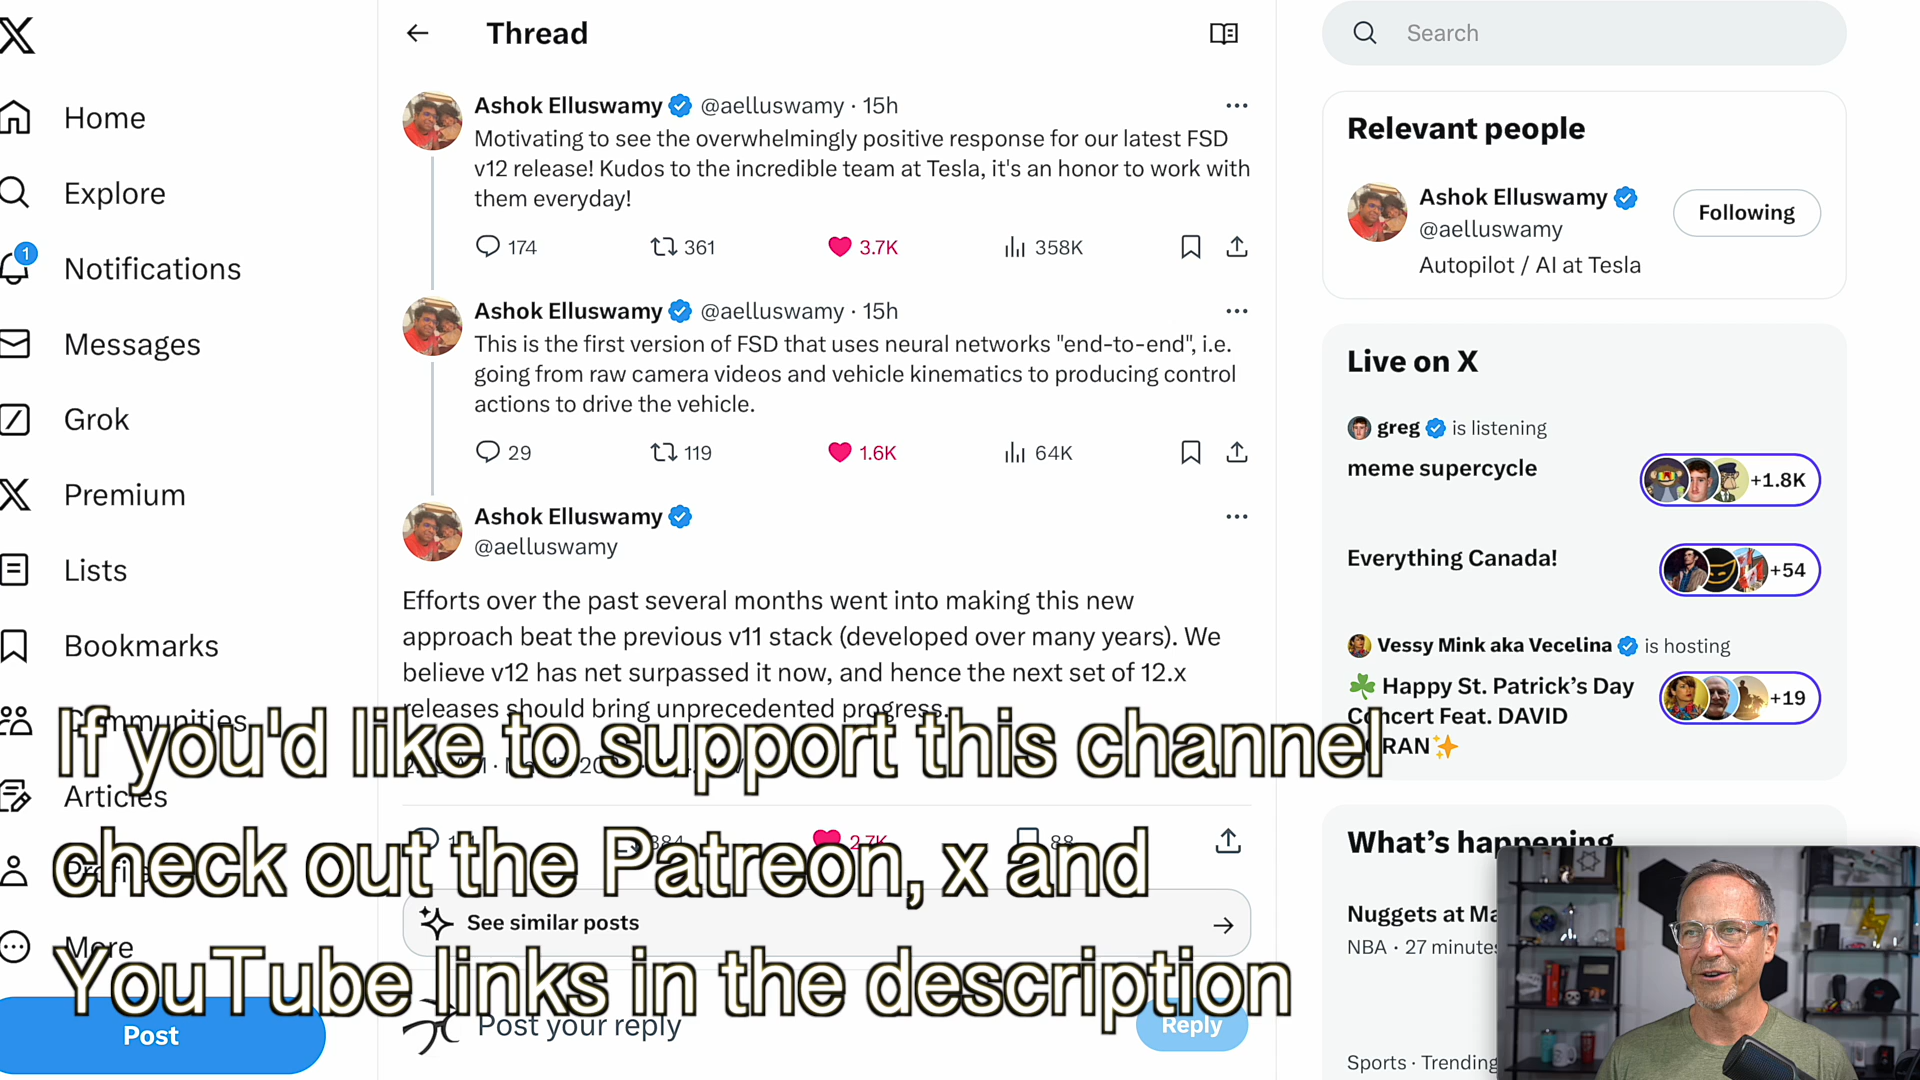 Thread
Search
Home
Explore
1
Notifications
Messages
Grok
Premium
Lists
Bookmarks
Communities
Articles
More
Post
Ashok Elluswamy @aelluswamy · 15h
Motivating to see the overwhelmingly positive response for our latest FSD
v12 release! Kudos to the incredible team at Tesla, it's an honor to work with
them everyday!
174 361 3.7K 358K
Ashok Elluswamy @aelluswamy · 15h
This is the first version of FSD that uses neural networks "end-to-end", i.e.
going from raw camera videos and vehicle kinematics to producing control
actions to drive the vehicle.
29 119 1.6K 64K
Ashok Elluswamy
@aelluswamy
Efforts over the past several months went into making this new
approach beat the previous v11 stack (developed over many years). We
believe v12 has net surpassed it now, and hence the next set of 12.x
releases should bring unprecedented progress.
384 2.7K 88
See similar posts
Post your reply
Reply
If you'd like to support this channel
check out the Patreon, x and
YouTube links in the description
Relevant people
Ashok Elluswamy
@aelluswamy
Following
Autopilot / AI at Tesla
Live on X
greg is listening
meme supercycle
+1.8K
Everything Canada!
+54
Vessy Mink aka Vecelina is hosting
Happy St. Patrick's Day
Concert Feat. DAVID
+19
What's happening
Nuggets at
NBA · 27 minutes
Sports · Trending